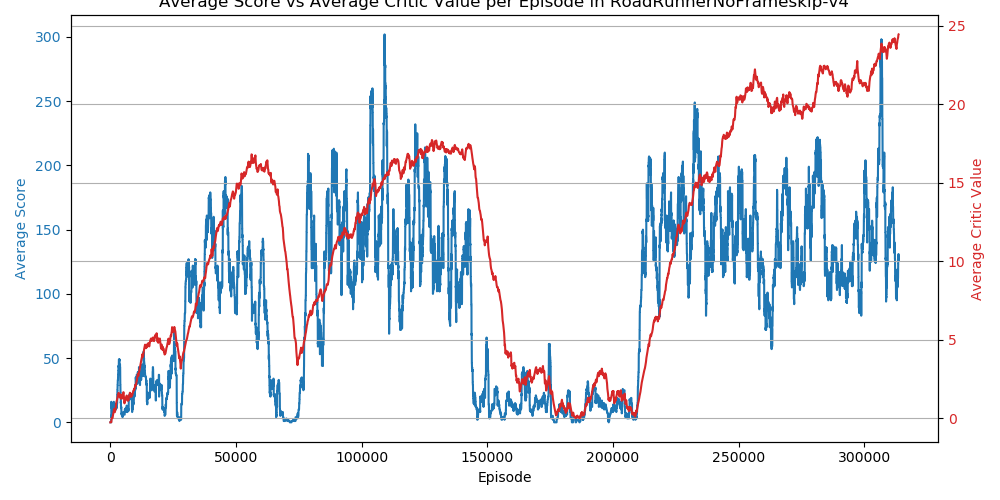 Average Score vs Average Critic Value per Episode in RoadRunnerNoFrameskip-v4
300
250
200
150
100
50
0
Average Score
25
20
15
10
5
0
Average Critic Value
0 50000 100000 150000 200000 250000 300000
Episode